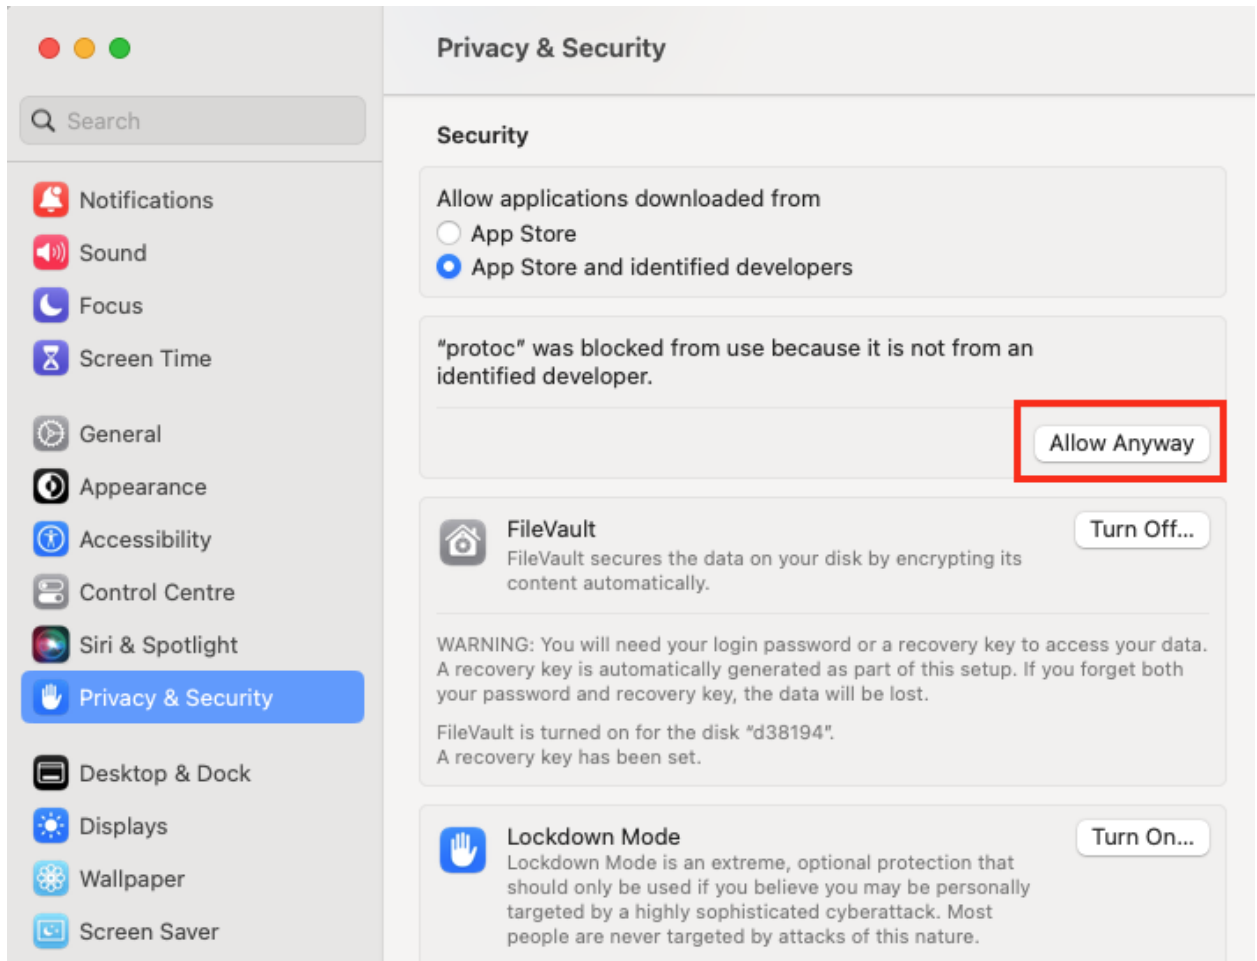 Privacy & Security
Search
Notifications
Sound
Focus
Screen Time
General
Appearance
Accessibility
Control Centre
Siri & Spotlight
Privacy & Security
Desktop & Dock
Displays
Wallpaper
Screen Saver
Security
Allow applications downloaded from
App Store
App Store and identified developers
“protoc” was blocked from use because it is not from an
identified developer.
Allow Anyway
FileVault
Turn Off...
FileVault secures the data on your disk by encrypting its
content automatically.
WARNING: You will need your login password or a recovery key to access your data.
A recovery key is automatically generated as part of this setup. If you forget both
your password and recovery key, the data will be lost.
FileVault is turned on for the disk “d38194”.
A recovery key has been set.
Lockdown Mode
Turn On...
Lockdown Mode is an extreme, optional protection that
should only be used if you believe you may be personally
targeted by a highly sophisticated cyberattack. Most
people are never targeted by attacks of this nature.